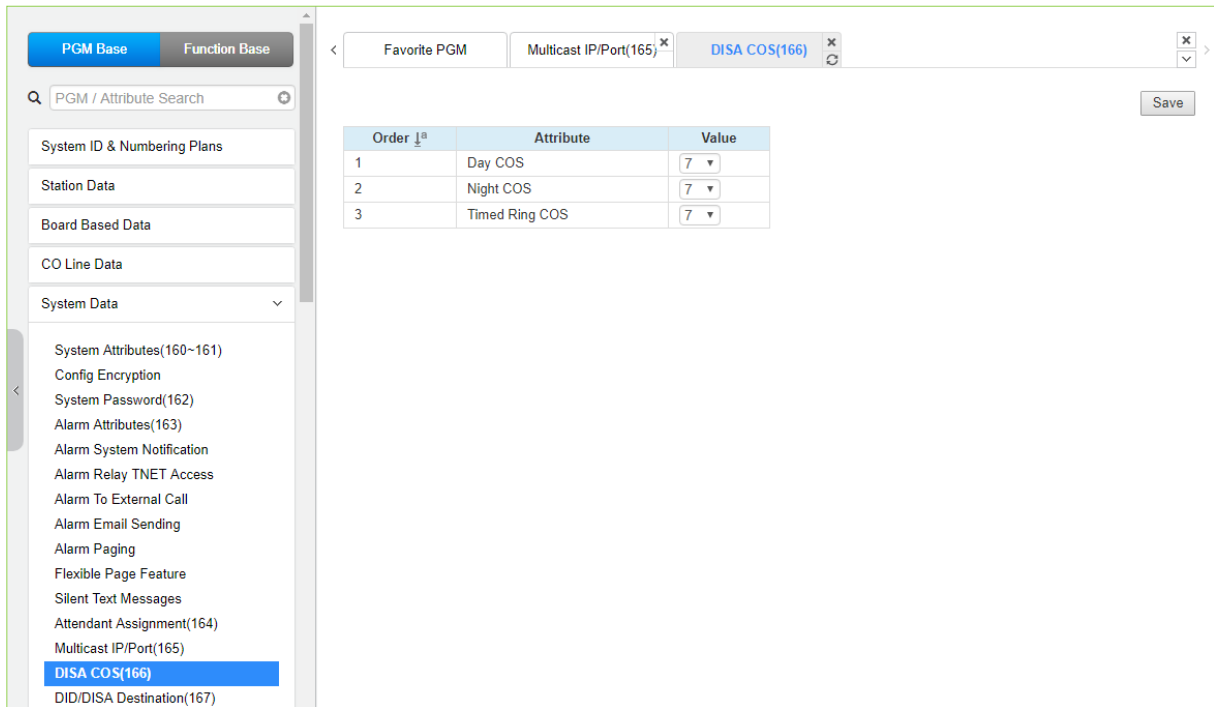 PGM Base
Function Base
PGM / Attribute Search
System ID & Numbering Plans
Station Data
Board Based Data
CO Line Data
System Data
System Attributes(160~161)
Config Encryption
System Password(162)
Alarm Attributes(163)
Alarm System Notification
Alarm Relay TNET Access
Alarm To External Call
Alarm Email Sending
Alarm Paging
Flexible Page Feature
Silent Text Messages
Attendant Assignment(164)
Multicast IP/Port(165)
DISA COS(166)
DID/DISA Destination(167)
Favorite PGM
Multicast IP/Port(165)
DISA COS(166)
Save
Order Attribute Value
1 Day COS 7
2 Night COS 7
3 Timed Ring COS 7